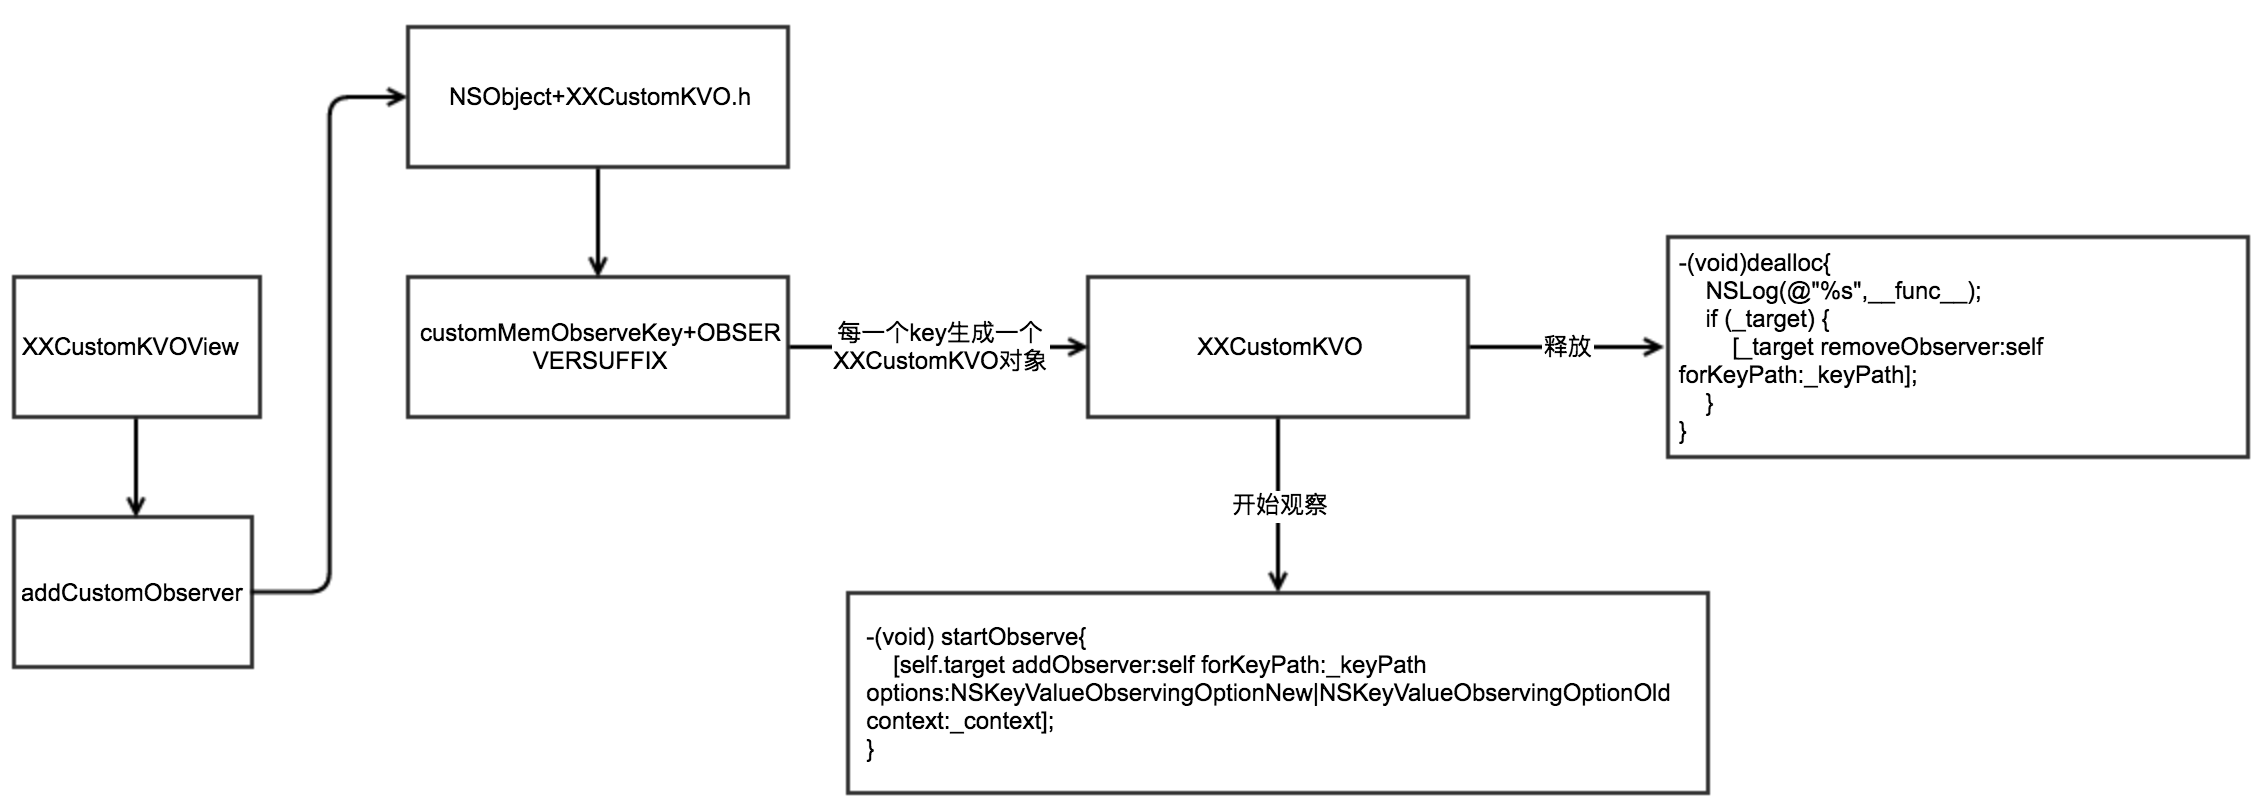 NSObject+XXCustomKVO.h
XXCustomKVOView
addCustomObserver
customMemObserveKey+OBSER
VERSUFFIX
每一个key生成一个
XXCustomKVO对象
XXCustomKVO
释放
-(void)dealloc{
NSLog(@"%s",__func__);
if (_target) {
[_target removeObserver:self
forKeyPath:_keyPath];
}
}
开始观察
-(void) startObserve{
[self.target addObserver:self forKeyPath:_keyPath
options:NSKeyValueObservingOptionNew|NSKeyValueObservingOptionOld
context:_context];
}